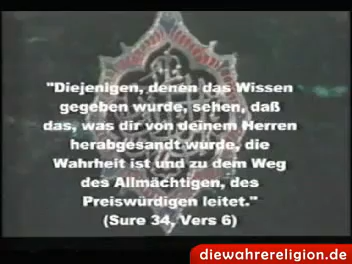 "Diejenigen, denen das Wissen
gegeben wurde, sehen, daß
das, was dir von deinem Herren
herabgesandt wurde, die
Wahrheit ist und zu dem Weg
des Allmächtigen, des
Preiswürdigen leitet."
(Sure 34, Vers 6)
diewahrereligion.de